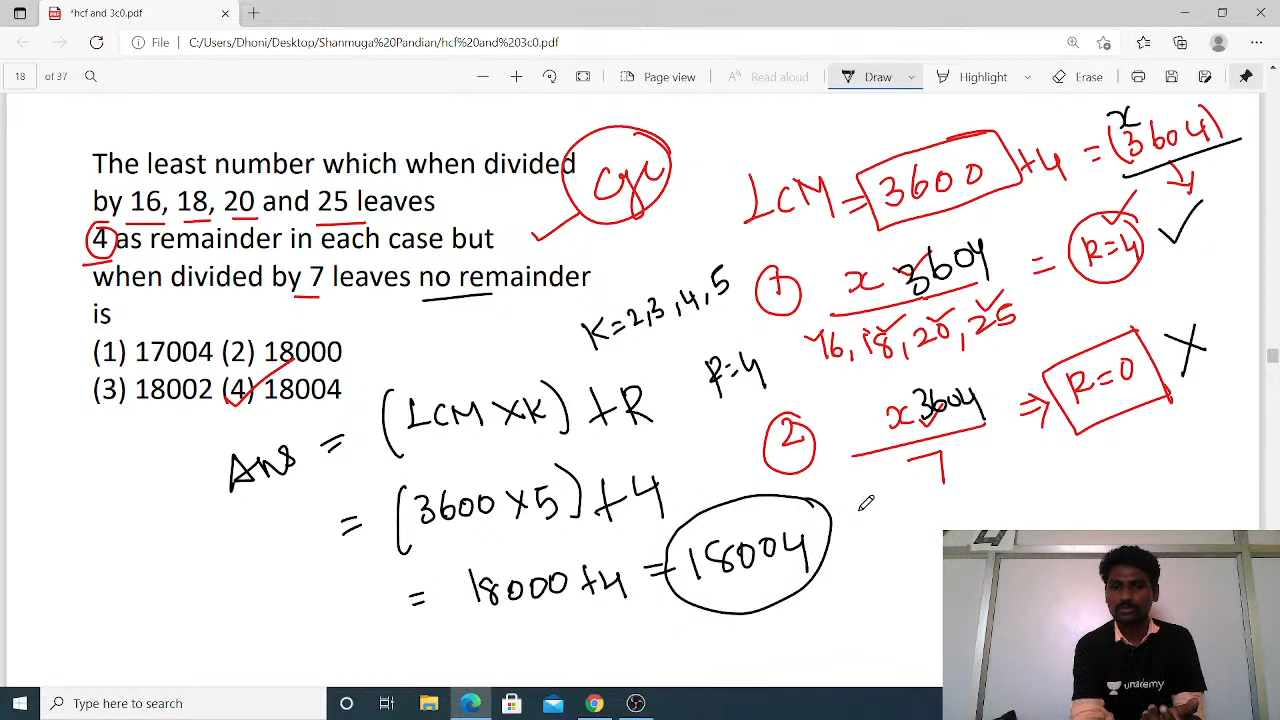 *hcf and 3c0.pdf
File C:/Users/Dhoni/Desktop/Shanmuga%20Pandian/hcf%20and%203c0.pdf
18 of 37 Page view Read aloud Draw Highlight Erase
The least number which when divided
by 16, 18, 20 and 25 leaves
4 as remainder in each case but
when divided by 7 leaves no remainder
is
(1) 17004 (2) 18000
(3) 18002 (4) 18004
cgl
LCM = 3600 +4 = (3604)
x
① x 3604 = R=4
16, 18, 20, 25
K=2,3,4,5
R=4
② x 3604 ⇒ R=0
7
Ans = (LCM×K) +R
= (3600×5) +4
= 18000 +4 = 18004
unacademy
Type here to search